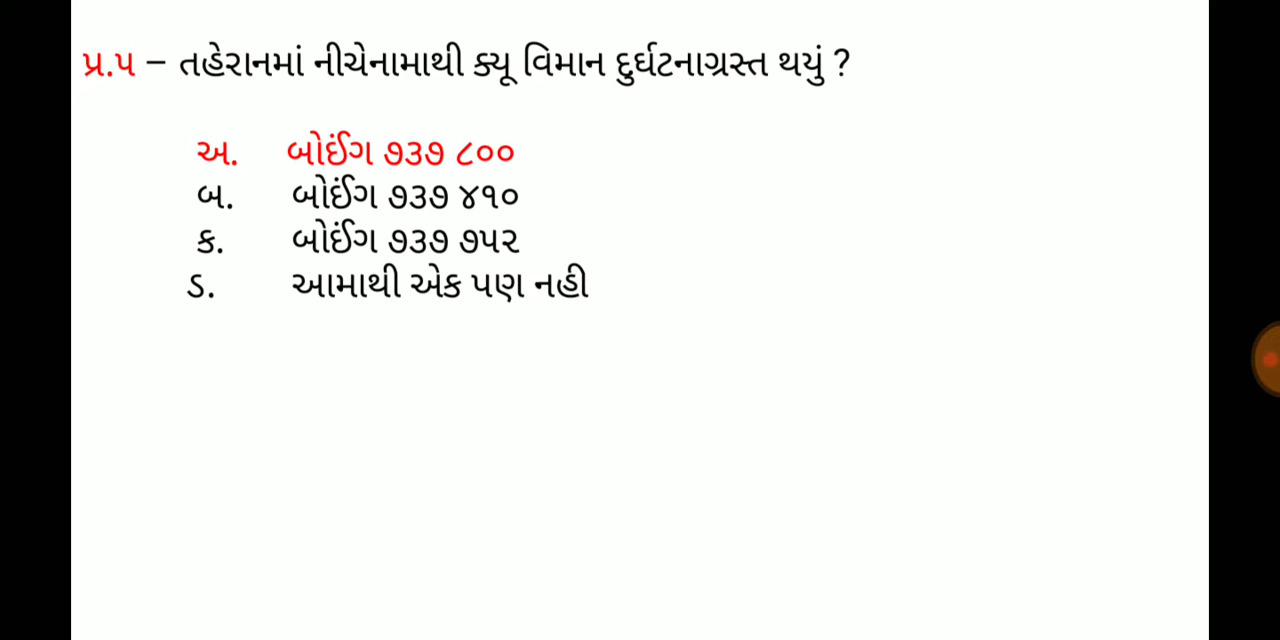 પ્ર.૫ – તહેરાનમાં નીચેનામાથી ક્યૂ વિમાન દુર્ઘટનાગ્રસ્ત થયું ?
અ. બોઈંગ ૭૩૭ ૮૦૦
બ. બોઈંગ ૭૩૭ ૪૧૦
ક. બોઈંગ ૭૩૭ ૭૫૨
ડ. આમાથી એક પણ નહી